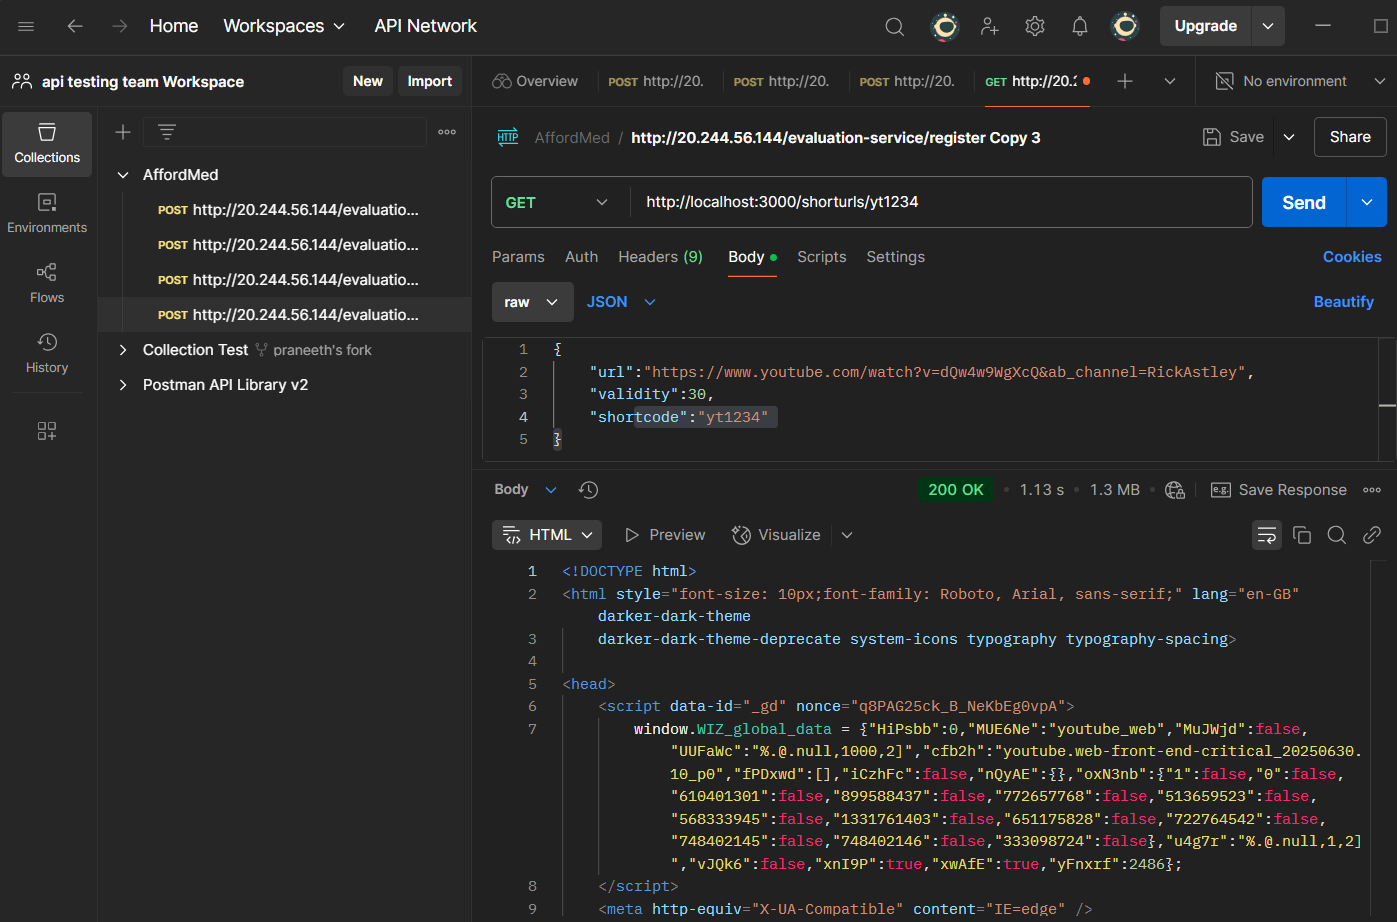 Home
Workspaces
API Network
Upgrade
api testing team Workspace
New
Import
Overview
POST http://20.
POST http://20.
POST http://20.
GET http://20.2
No environment
Collections
Environments
Flows
History
AffordMed
POST http://20.244.56.144/evaluatio...
POST http://20.244.56.144/evaluatio...
POST http://20.244.56.144/evaluatio...
POST http://20.244.56.144/evaluatio...
Collection Test praneeth's fork
Postman API Library v2
HTTP AffordMed / http://20.244.56.144/evaluation-service/register Copy 3
Save
Share
GET
http://localhost:3000/shorturls/yt1234
Send
Params Auth Headers (9) Body Scripts Settings
Cookies
raw
JSON
Beautify
1 {
2 "url":"https://www.youtube.com/watch?v=dQw4w9WgXcQ&ab_channel=RickAstley",
3 "validity":30,
4 "shortcode":"yt1234"
5 }
Body
200 OK • 1.13 s • 1.3 MB •
e.g. Save Response
HTML
Preview
Visualize
1 <!DOCTYPE html>
2 <html style="font-size: 10px;font-family: Roboto, Arial, sans-serif;" lang="en-GB"
darker-dark-theme
3 darker-dark-theme-deprecate system-icons typography typography-spacing>
4
5 <head>
6 <script data-id="_gd" nonce="q8PAG25ck_B_NeKbEg0vpA">
7 window.WIZ_global_data = {"HiPsbb":0,"MUE6Ne":"youtube_web","MuJWjd":false,
"UUFaWc":"%.@.null,1000,2]","cfb2h":"youtube.web-front-end-critical_20250630.
10_p0","fPDxwd":[],"iCzhFc":false,"nQyAE":{},"oxN3nb":{"1":false,"0":false,
"610401301":false,"899588437":false,"772657768":false,"513659523":false,
"568333945":false,"1331761403":false,"651175828":false,"722764542":false,
"748402145":false,"748402146":false,"333098724":false},"u4g7r":"%.@.null,1,2]
","vJQk6":false,"xnI9P":true,"xwAfE":true,"yFnxrf":2486};
8 </script>
9 <meta http-equiv="X-UA-Compatible" content="IE=edge" />